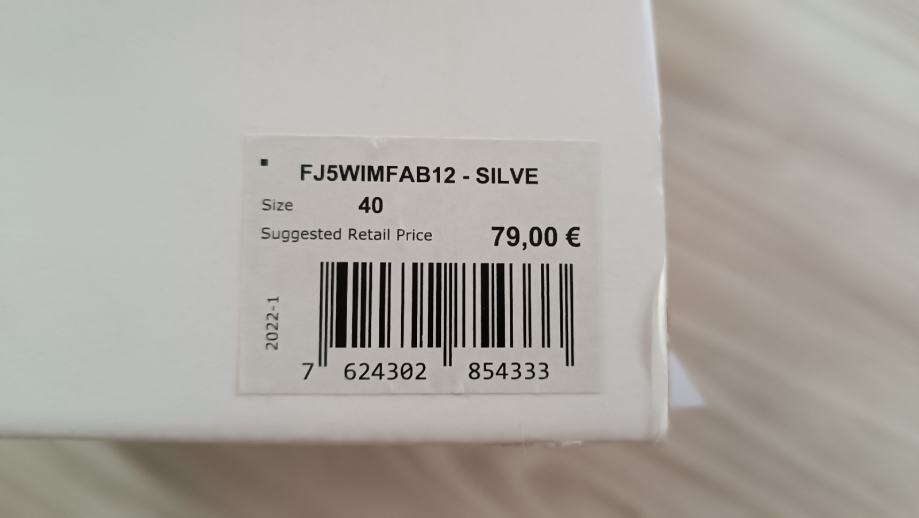 FJ5WIMFAB12 - SILVE
Size 40
Suggested Retail Price 79,00 €
2022-1
7 624302 854333